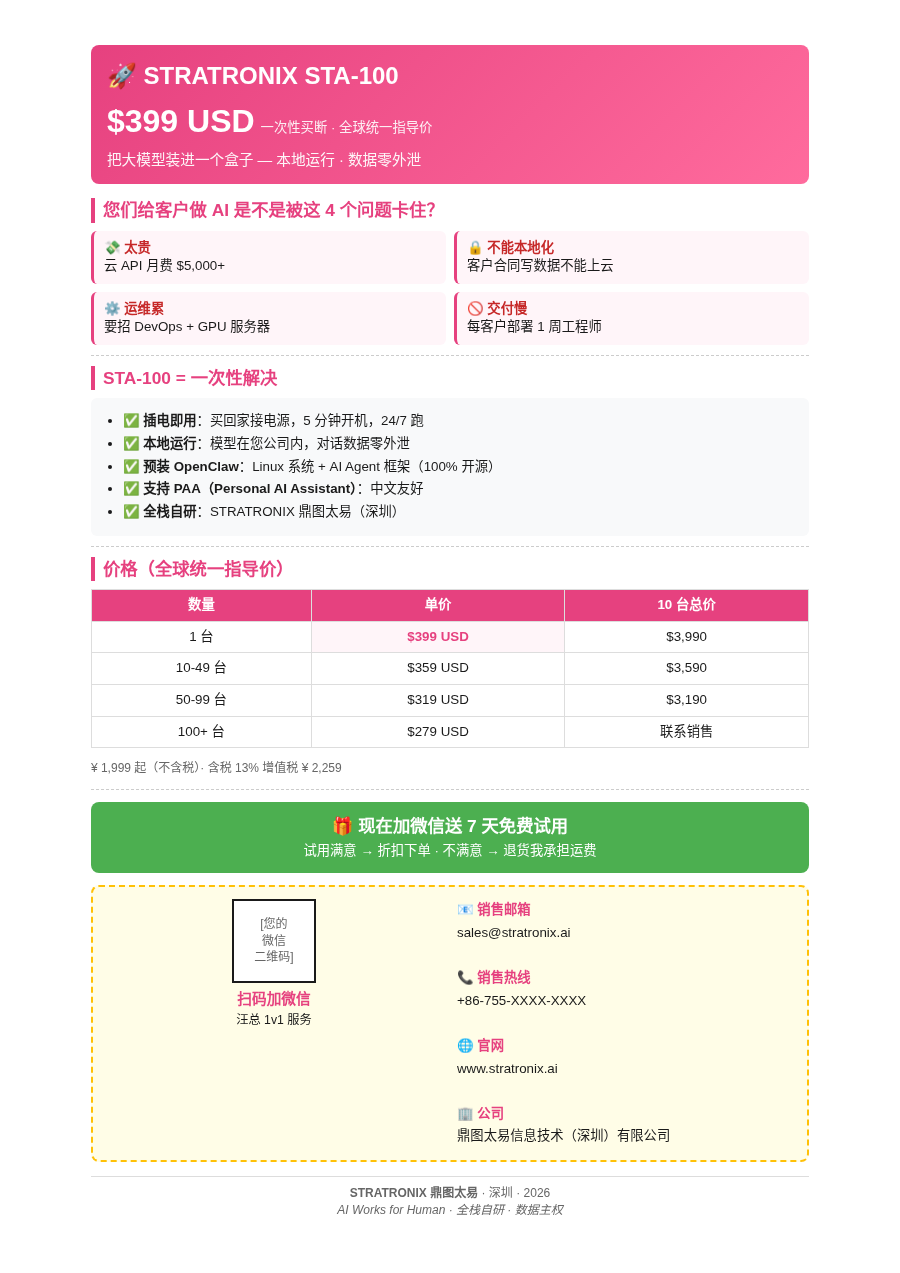 🚀 STRATRONIX STA-100
$399 USD 一次性买断 · 全球统一指导价
把大模型装进一个盒子 — 本地运行 · 数据零外泄
您们给客户做 AI 是不是被这 4 个问题卡住？
💸 太贵
云 API 月费 $5,000+
🔒 不能本地化
客户合同写数据不能上云
⚙️ 运维累
要招 DevOps + GPU 服务器
🚫 交付慢
每客户部署 1 周工程师
STA-100 = 一次性解决
• ✅ 插电即用：买回家接电源，5 分钟开机，24/7 跑
• ✅ 本地运行：模型在您公司内，对话数据零外泄
• ✅ 预装 OpenClaw：Linux 系统 + AI Agent 框架（100% 开源）
• ✅ 支持 PAA（Personal AI Assistant）：中文友好
• ✅ 全栈自研：STRATRONIX 鼎图太易（深圳）
价格（全球统一指导价）
数量 单价 10 台总价
1 台 $399 USD $3,990
10-49 台 $359 USD $3,590
50-99 台 $319 USD $3,190
100+ 台 $279 USD 联系销售
¥ 1,999 起（不含税）· 含税 13% 增值税 ¥ 2,259
🎁 现在加微信送 7 天免费试用
试用满意 → 折扣下单 · 不满意 → 退货我承担运费
[您的
微信
二维码]
扫码加微信
汪总 1v1 服务
📧 销售邮箱
sales@stratronix.ai
📞 销售热线
+86-755-XXXX-XXXX
🌐 官网
www.stratronix.ai
🏢 公司
鼎图太易信息技术（深圳）有限公司
STRATRONIX 鼎图太易 · 深圳 · 2026
AI Works for Human · 全栈自研 · 数据主权